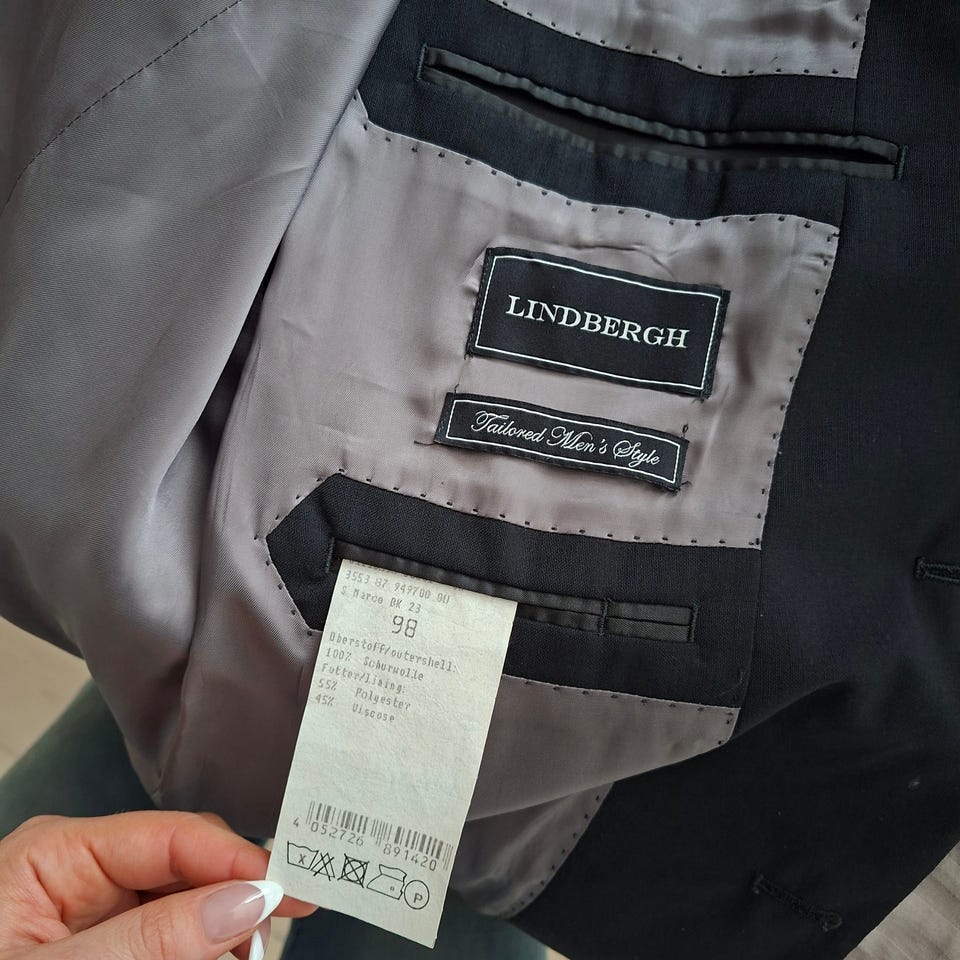 LINDBERGH
Tailored Men's Style
3553 87 949700 00
S Marco BK 23
98
Oberstoff/outershell:
100% Schurwolle
Futter/lining:
55% Polyester
45% Viscose
4 052726 891420
P